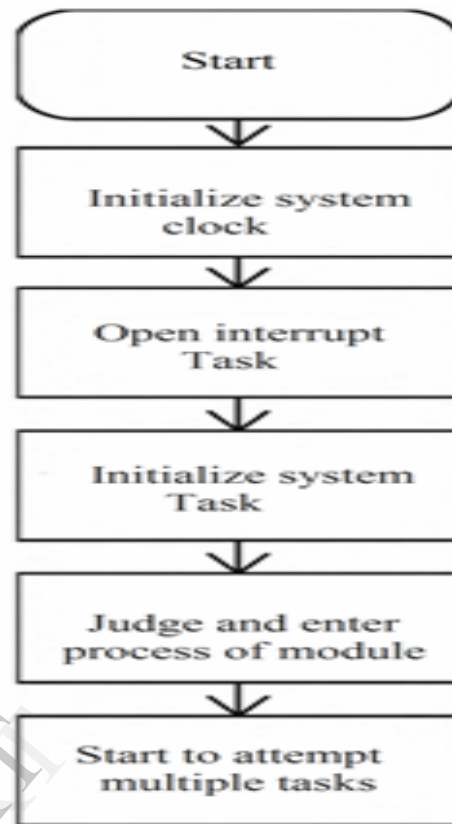 Start
Initialize system
clock
Open interrupt
Task
Initialize system
Task
Judge and enter
process of module
Start to attempt
multiple tasks